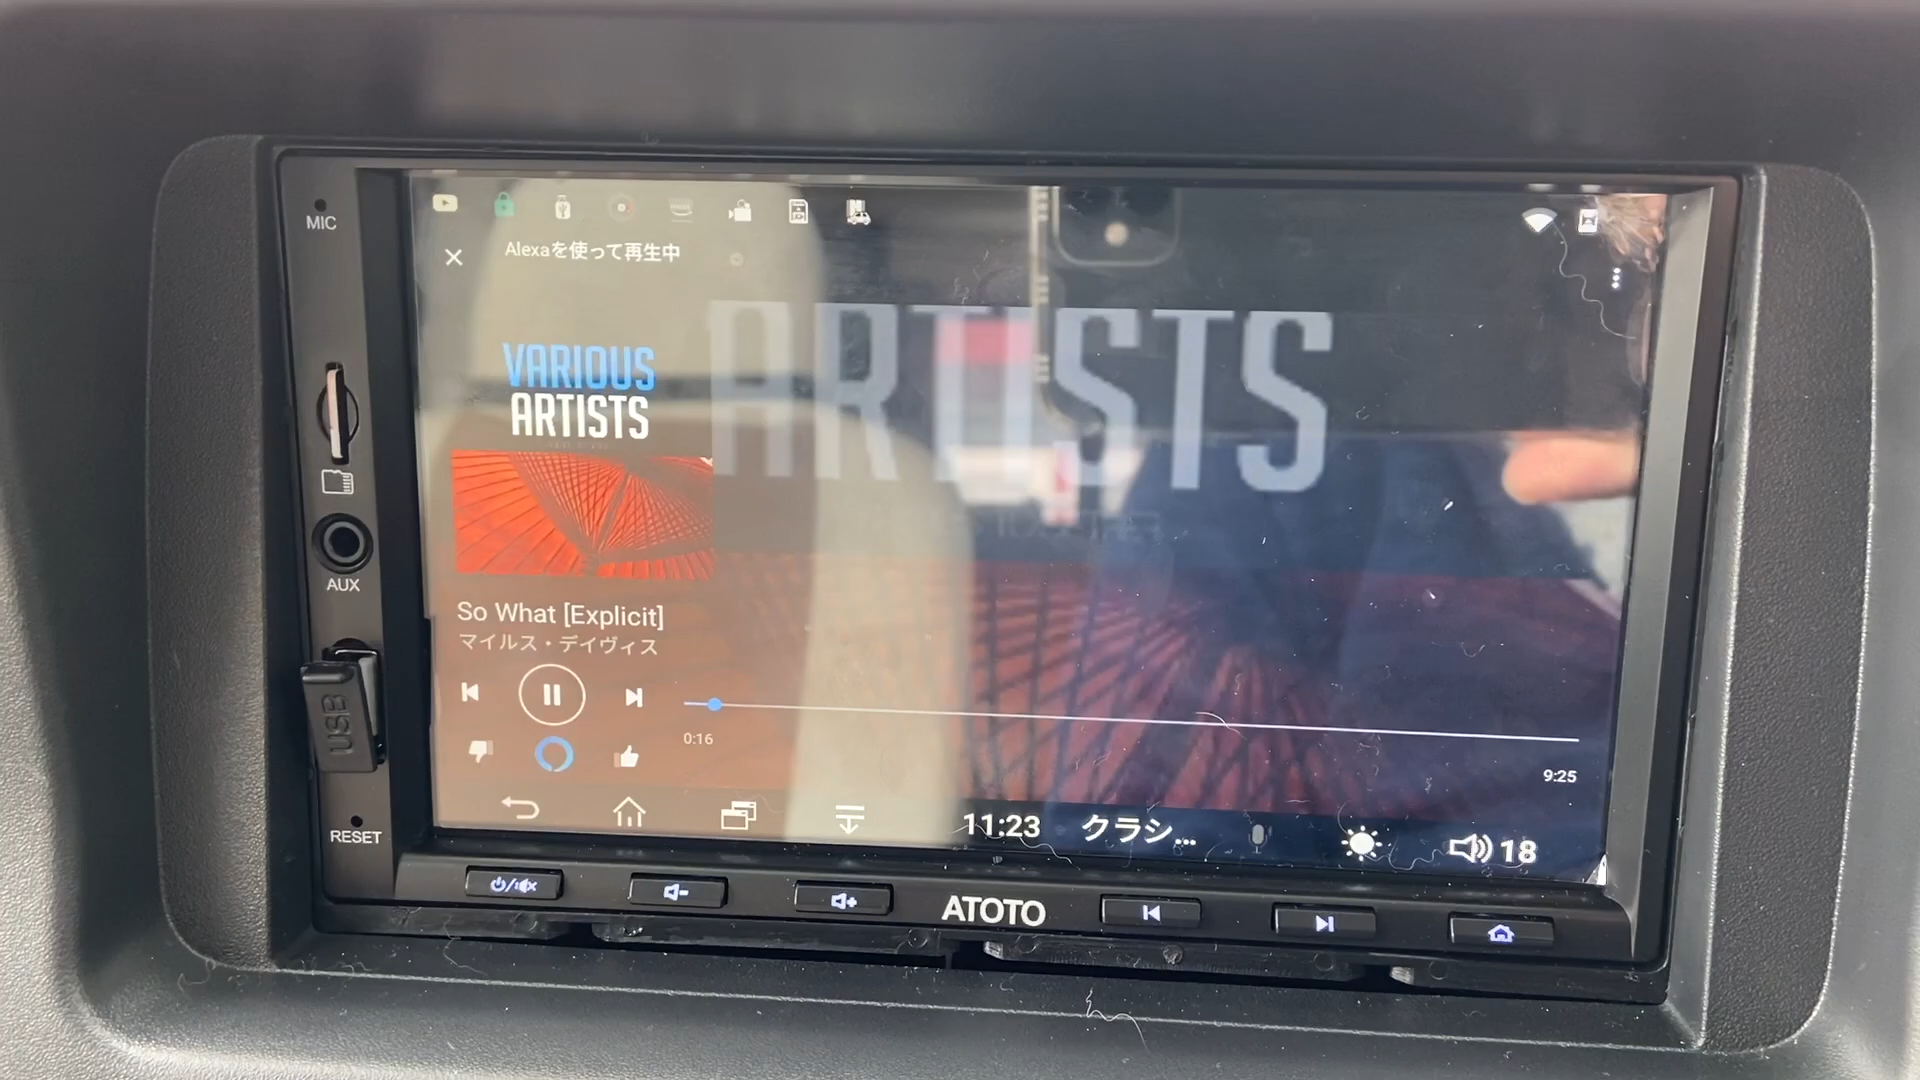 MIC
Alexaを使って再生中
VARIOUS
ARTISTS
ARTISTS
So What [Explicit]
マイルス・デイヴィス
0:16
9:25
11:23 クラシ... 18
AUX
USB
RESET
ATOTO